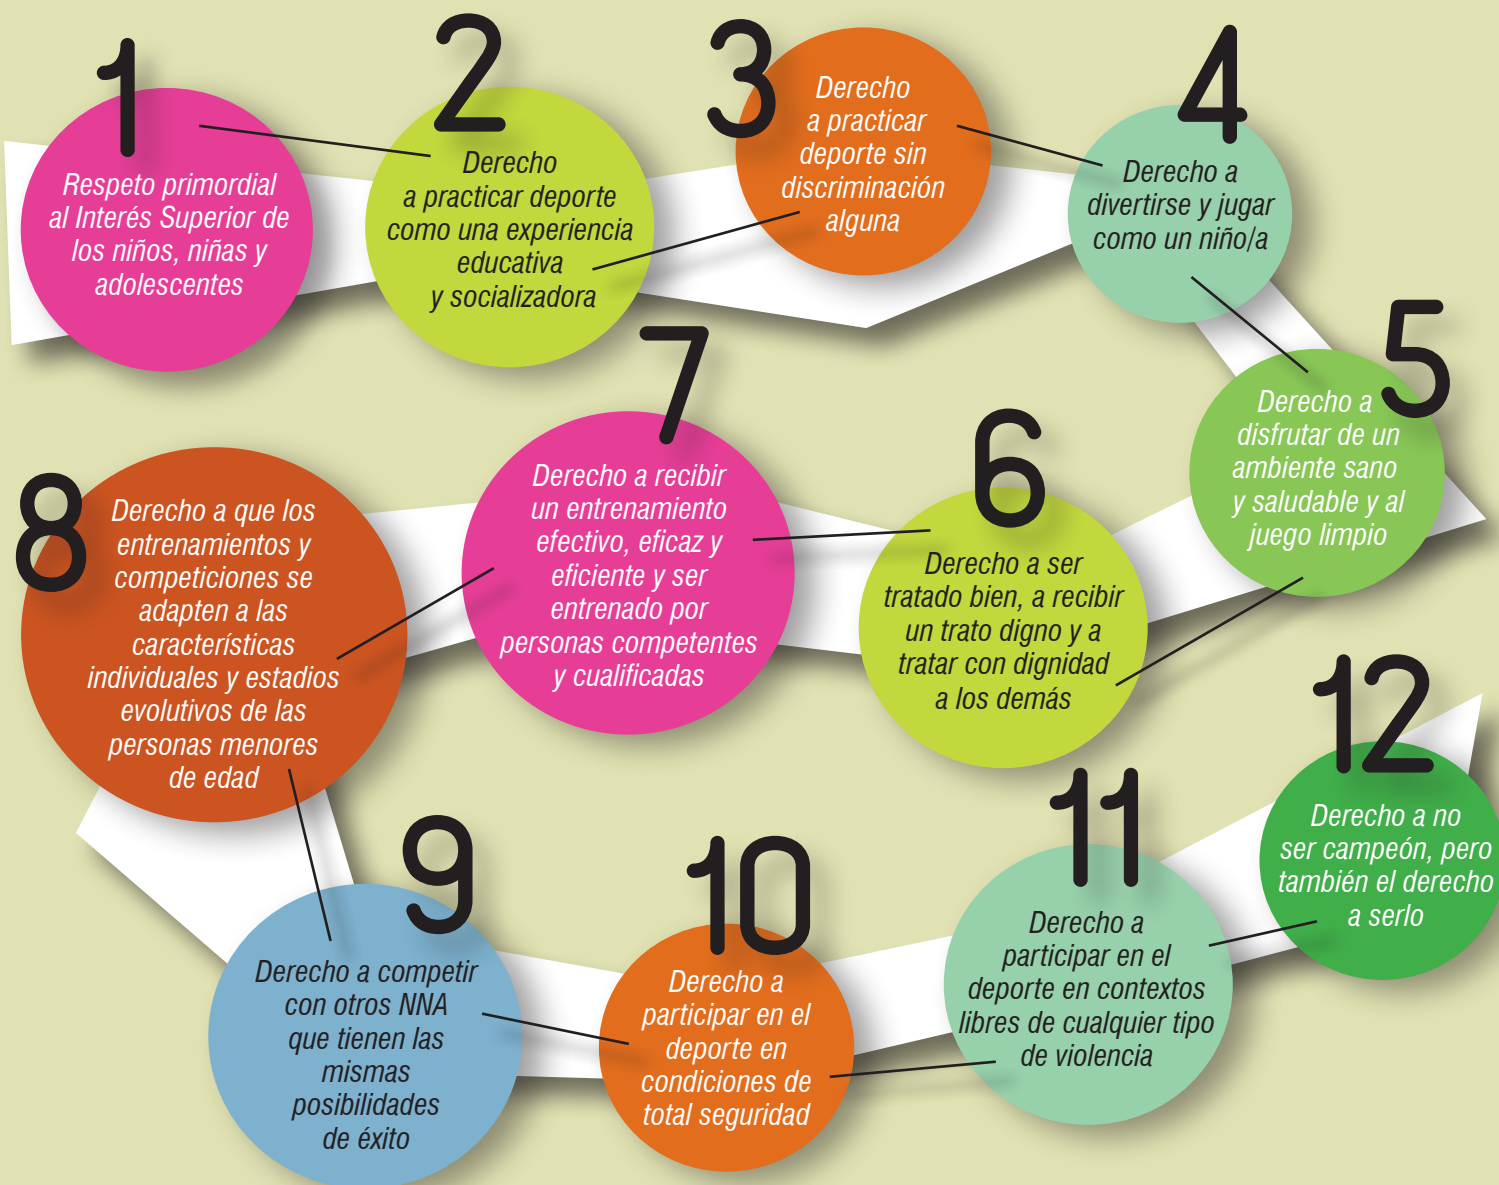 1
Respeto primordial
al Interés Superior de
los niños, niñas y
adolescentes
2
Derecho
a practicar deporte
como una experiencia
educativa
y socializadora
3
Derecho
a practicar
deporte sin
discriminación
alguna
4
Derecho a
divertirse y jugar
como un niño/a
5
Derecho a
disfrutar de un
ambiente sano
y saludable y al
juego limpio
6
Derecho a ser
tratado bien, a recibir
un trato digno y a
tratar con dignidad
a los demás
7
Derecho a recibir
un entrenamiento
efectivo, eficaz y
eficiente y ser
entrenado por
personas competentes
y cualificadas
8
Derecho a que los
entrenamientos y
competiciones se
adapten a las
características
individuales y estadios
evolutivos de las
personas menores
de edad
9
Derecho a competir
con otros NNA
que tienen las
mismas
posibilidades
de éxito
10
Derecho a
participar en el
deporte en
condiciones de
total seguridad
11
Derecho a
participar en el
deporte en contextos
libres de cualquier tipo
de violencia
12
Derecho a no
ser campeón, pero
también el derecho
a serlo